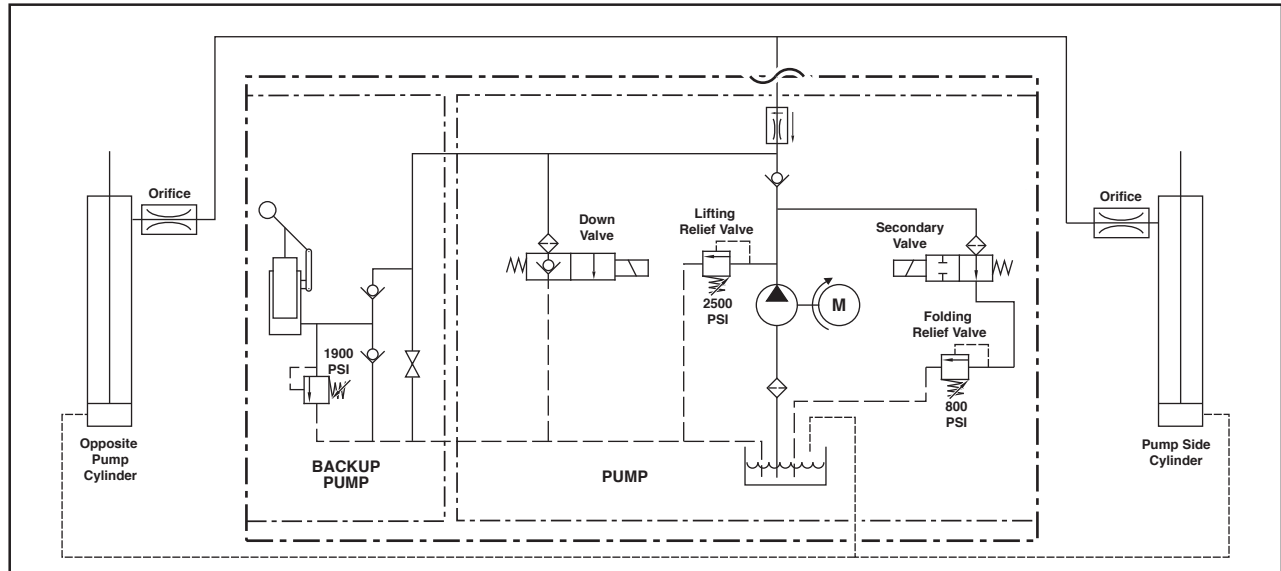 Orifice
Opposite
Pump
Cylinder
1900
PSI
BACKUP
PUMP
Down
Valve
Lifting
Relief Valve
2500
PSI
M
PUMP
Secondary
Valve
Folding
Relief Valve
800
PSI
Orifice
Pump Side
Cylinder